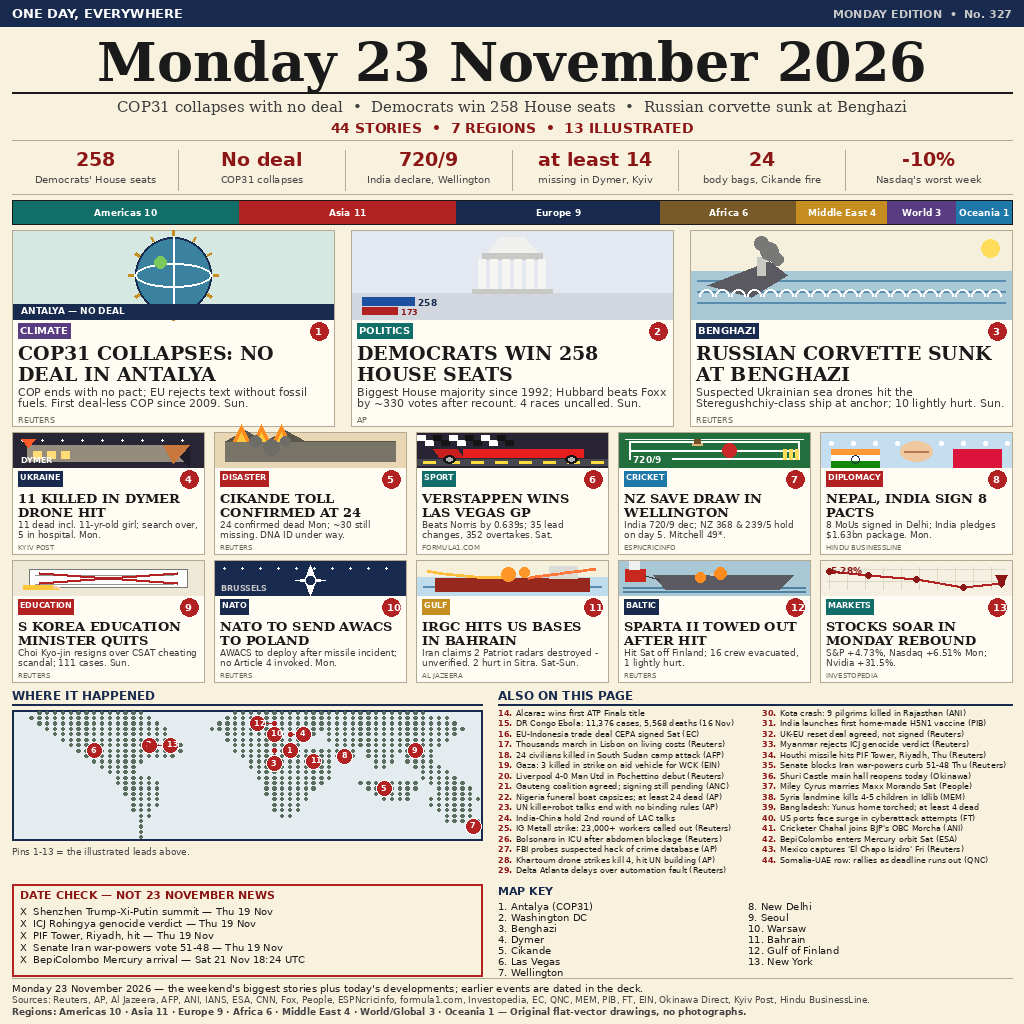 ONE DAY, EVERYWHERE
MONDAY EDITION • No. 327
Monday 23 November 2026
COP31 collapses with no deal • Democrats win 258 House seats • Russian corvette sunk at Benghazi
44 STORIES • 7 REGIONS • 13 ILLUSTRATED
258
Democrats' House seats
No deal
COP31 collapses
720/9
India declare, Wellington
at least 14
missing in Dymer, Kyiv
24
body bags, Cikande fire
-10%
Nasdaq's worst week
Americas 10
Asia 11
Europe 9
Africa 6
Middle East 4
World 3
Oceania 1
ANTALYA — NO DEAL
CLIMATE
1
COP31 COLLAPSES: NO
DEAL IN ANTALYA
COP ends with no pact; EU rejects text without fossil
fuels. First deal-less COP since 2009. Sun.
REUTERS
258
173
POLITICS
2
DEMOCRATS WIN 258
HOUSE SEATS
Biggest House majority since 1992; Hubbard beats Foxx
by ~330 votes after recount. 4 races uncalled. Sun.
AP
BENGHAZI
3
RUSSIAN CORVETTE SUNK
AT BENGHAZI
Suspected Ukrainian sea drones hit the
Steregushchiy-class ship at anchor; 10 lightly hurt. Sun.
REUTERS
DYMER
UKRAINE
4
11 KILLED IN DYMER
DRONE HIT
11 dead incl. 11-yr-old girl; search over,
5 in hospital. Mon.
KYIV POST
DISASTER
5
CIKANDE TOLL
CONFIRMED AT 24
24 confirmed dead Mon; ~30 still
missing. DNA ID under way.
REUTERS
SPORT
6
VERSTAPPEN WINS
LAS VEGAS GP
Beats Norris by 0.639s; 35 lead
changes, 352 overtakes. Sat.
FORMULA1.COM
720/9
CRICKET
7
NZ SAVE DRAW IN
WELLINGTON
India 720/9 dec; NZ 368 & 239/5 hold
on day 5. Mitchell 49*.
ESPNCRICINFO
DIPLOMACY
8
NEPAL, INDIA SIGN 8
PACTS
8 MoUs signed in Delhi; India pledges
$1.63bn package. Mon.
HINDU BUSINESSLINE
EDUCATION
9
S KOREA EDUCATION
MINISTER QUITS
Choi Kyo-jin resigns over CSAT cheating
scandal; 111 cases. Sun.
REUTERS
BRUSSELS
NATO
10
NATO TO SEND AWACS
TO POLAND
AWACS to deploy after missile incident;
no Article 4 invoked. Mon.
REUTERS
GULF
11
IRGC HITS US BASES
IN BAHRAIN
Iran claims 2 Patriot radars destroyed -
unverified. 2 hurt in Sitra. Sat-Sun.
AL JAZEERA
BALTIC
12
SPARTA II TOWED OUT
AFTER HIT
Hit Sat off Finland; 16 crew evacuated,
1 lightly hurt.
REUTERS
-5.28%
MARKETS
13
STOCKS SOAR IN
MONDAY REBOUND
S&P +4.73%, Nasdaq +6.51% Mon;
Nvidia +31.5%.
INVESTOPEDIA
WHERE IT HAPPENED
12
10
4
6
13
1
3
11
8
9
5
7
Pins 1-13 = the illustrated leads above.
ALSO ON THIS PAGE
14. Alcaraz wins first ATP Finals title
15. DR Congo Ebola: 11,376 cases, 5,568 deaths (16 Nov)
16. EU-Indonesia trade deal CEPA signed Sat (EC)
17. Thousands march in Lisbon on living costs (Reuters)
18. 24 civilians killed in South Sudan camp attack (AFP)
19. Gaza: 3 killed in strike on aid vehicle for WCK (EIN)
20. Liverpool 4-0 Man Utd in Pochettino debut (Reuters)
21. Gauteng coalition agreed; signing still pending (ANC)
22. Nigeria funeral boat capsizes; at least 24 dead (AP)
23. UN killer-robot talks end with no binding rules (AP)
24. India-China hold 2nd round of LAC talks
25. IG Metall strike: 23,000+ workers called out (Reuters)
26. Bolsonaro in ICU after abdomen blockage (Reuters)
27. FBI probes suspected hack of crime database (AP)
28. Khartoum drone strikes kill 4, hit UN building (AP)
29. Delta Atlanta delays over automation fault (Reuters)
30. Kota crash: 9 pilgrims killed in Rajasthan (ANI)
31. India launches first home-made H5N1 vaccine (PIB)
32. UK-EU reset deal agreed, not signed (Reuters)
33. Myanmar rejects ICJ genocide verdict (Reuters)
34. Houthi missile hits PIF Tower, Riyadh, Thu (Reuters)
35. Senate blocks Iran war-powers curb 51-48 Thu (Reuters)
36. Shuri Castle main hall reopens today (Okinawa)
37. Miley Cyrus marries Maxx Morando Sat (People)
38. Syria landmine kills 4-5 children in Idlib (MEM)
39. Bangladesh: Yunus home torched; at least 4 dead
40. US ports face surge in cyberattack attempts (FT)
41. Cricketer Chahal joins BJP's OBC Morcha (ANI)
42. BepiColombo enters Mercury orbit Sat (ESA)
43. Mexico captures 'El Chapo Isidro' Fri (Reuters)
44. Somalia-UAE row: rallies as deadline runs out (QNC)
DATE CHECK — NOT 23 NOVEMBER NEWS
X Shenzhen Trump-Xi-Putin summit — Thu 19 Nov
X ICJ Rohingya genocide verdict — Thu 19 Nov
X PIF Tower, Riyadh, hit — Thu 19 Nov
X Senate Iran war-powers vote 51-48 — Thu 19 Nov
X BepiColombo Mercury arrival — Sat 21 Nov 18:24 UTC
MAP KEY
1. Antalya (COP31)
2. Washington DC
3. Benghazi
4. Dymer
5. Cikande
6. Las Vegas
7. Wellington
8. New Delhi
9. Seoul
10. Warsaw
11. Bahrain
12. Gulf of Finland
13. New York
Monday 23 November 2026 — the weekend's biggest stories plus today's developments; earlier events are dated in the deck.
Sources: Reuters, AP, Al Jazeera, AFP, ANI, IANS, ESA, CNN, Fox, People, ESPNcricinfo, formula1.com, Investopedia, EC, QNC, MEM, PIB, FT, EIN, Okinawa Direct, Kyiv Post, Hindu BusinessLine.
Regions: Americas 10 · Asia 11 · Europe 9 · Africa 6 · Middle East 4 · World/Global 3 · Oceania 1 — Original flat-vector drawings, no photographs.